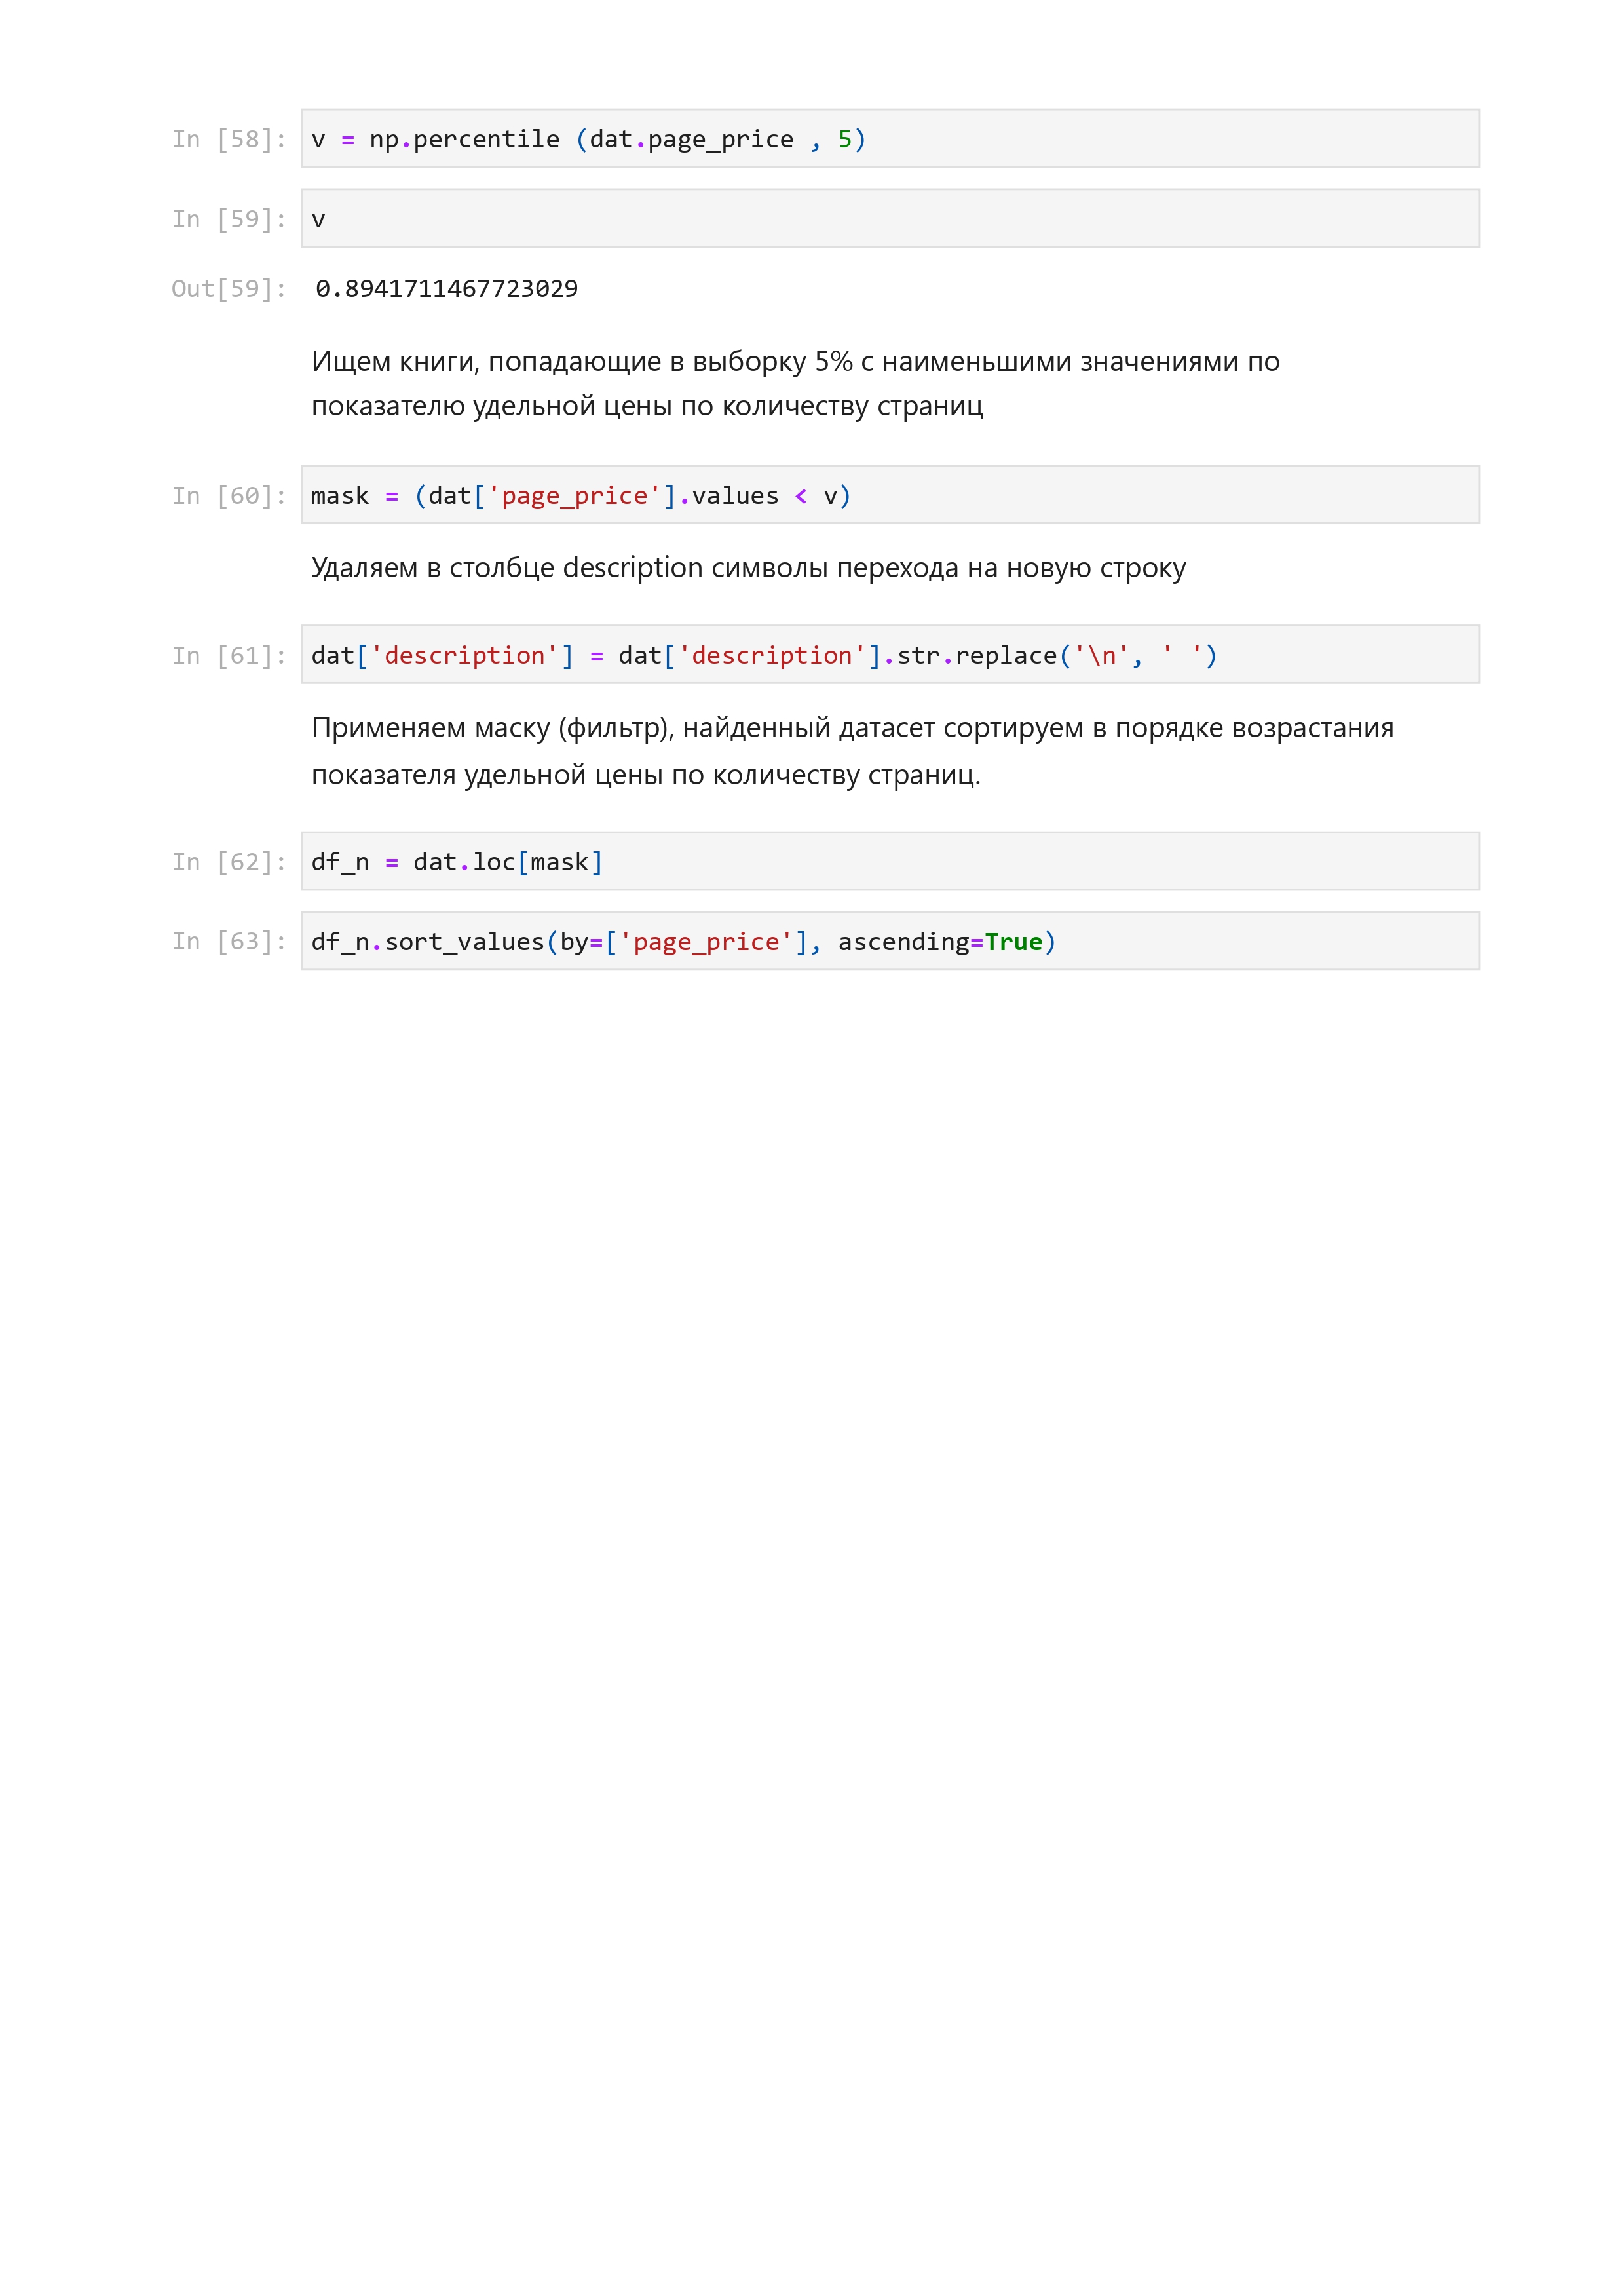 In [58]: v = np.percentile (dat.page_price , 5)
In [59]: v
Out[59]: 0.8941711467723029
Ищем книги, попадающие в выборку 5% с наименьшими значениями по
показателю удельной цены по количеству страниц
In [60]: mask = (dat['page_price'].values < v)
Удаляем в столбце description символы перехода на новую строку
In [61]: dat['description'] = dat['description'].str.replace('\n', ' ')
Применяем маску (фильтр), найденный датасет сортируем в порядке возрастания
показателя удельной цены по количеству страниц.
In [62]: df_n = dat.loc[mask]
In [63]: df_n.sort_values(by=['page_price'], ascending=True)